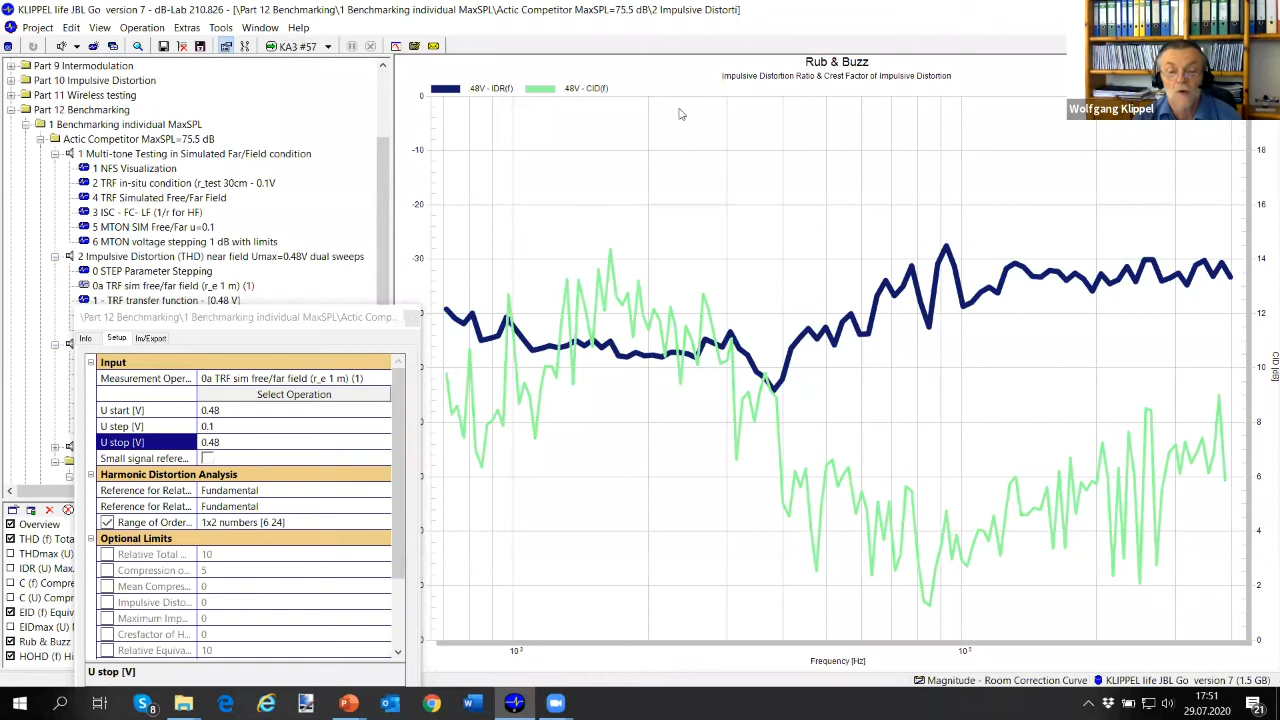 KLIPPEL life JBL Go version 7 - dB-Lab 210.826 - [\Part 12 Benchmarking\1 Benchmarking individual MaxSPL\Actic Competitor MaxSPL=75.5 dB\2 Impulsive Distorti]
Project Edit View Operation Extras Tools Window Help
KA3 #57
Part 9 Intermodulation
Part 10 Impulsive Distortion
Part 11 Wireless testing
Part 12 Benchmarking
1 Benchmarking individual MaxSPL
Actic Competitor MaxSPL=75.5 dB
1 Multi-tone Testing in Simulated Far/Field condition
1 NFS Visualization
2 TRF in-situ condition (r_test 30cm - 0.1V
4 TRF Simulated Free/Far Field
3 ISC - FC- LF (1/r for HF)
5 MTON SIM Free/Far u=0.1
6 MTON voltage stepping 1 dB with limits
2 Impulsive Distortion (THD) near field Umax=0.48V dual sweeps
0 STEP Parameter Stepping
0a TRF sim free/far field (r_e 1 m) (1)
1 - TRF transfer function - [0.48 V]
\Part 12 Benchmarking\1 Benchmarking individual MaxSPL\Actic Comp...
Info Setup Im/Export
Input
Measurement Oper... 0a TRF sim free/far field (r_e 1 m) (1)
Select Operation
U start [V] 0.48
U step [V] 0.1
U stop [V] 0.48
Small signal refere...
Harmonic Distortion Analysis
Reference for Relat... Fundamental
Reference for Relat... Fundamental
Range of Order... 1x2 numbers [6 24]
Optional Limits
Relative Total ... 10
Compression o... 5
Mean Compres... 0
Impulsive Disto... 0
Maximum Imp... 0
Cresfactor of H... 0
Relative Equiva... 10
U stop [V]
Overview
THD (f) Tota
THDmax (U)
IDR (U) Max.
C (f) Compre
C (U) Compr
EID (f) Equiv
EIDmax (U)
Rub & Buzz
HOHD (f) Hi
Rub & Buzz
Impulsive Distortion Ratio & Crest Factor of Impulsive Distortion
.48V - IDR(f) .48V - CID(f)
0
-10
-20
-30
18
16
14
12
10
8
6
4
2
0
CID [dB]
10²
10³
Frequency [Hz]
Wolfgang Klippel
Magnitude - Room Correction Curve KLIPPEL life JBL Go version 7 (1.5 GB)
8
17:51
29.07.2020
21